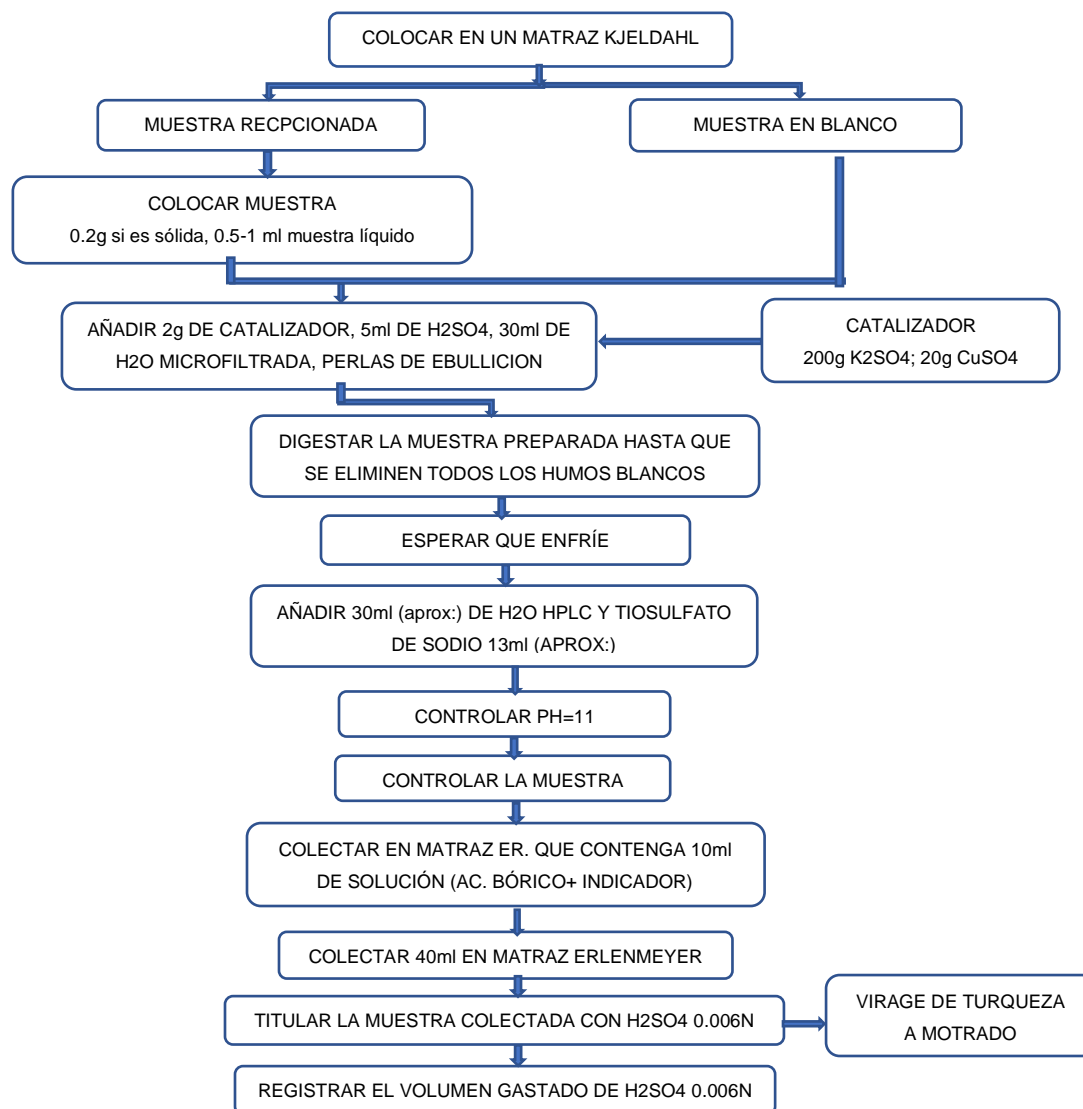 COLOCAR EN UN MATRAZ KJELDAHL
MUESTRA RECPCIONADA
MUESTRA EN BLANCO
COLOCAR MUESTRA
0.2g si es sólida, 0.5-1 ml muestra líquido
AÑADIR 2g DE CATALIZADOR, 5ml DE H2SO4, 30ml DE
H2O MICROFILTRADA, PERLAS DE EBULLICION
CATALIZADOR
200g K2SO4; 20g CuSO4
DIGESTAR LA MUESTRA PREPARADA HASTA QUE
SE ELIMINEN TODOS LOS HUMOS BLANCOS
ESPERAR QUE ENFRÍE
AÑADIR 30ml (aprox:) DE H2O HPLC Y TIOSULFATO
DE SODIO 13ml (APROX:)
CONTROLAR PH=11
CONTROLAR LA MUESTRA
COLECTAR EN MATRAZ ER. QUE CONTENGA 10ml
DE SOLUCIÓN (AC. BÓRICO+ INDICADOR)
COLECTAR 40ml EN MATRAZ ERLENMEYER
TITULAR LA MUESTRA COLECTADA CON H2SO4 0.006N
VIRAGE DE TURQUEZA
A MOTRADO
REGISTRAR EL VOLUMEN GASTADO DE H2SO4 0.006N